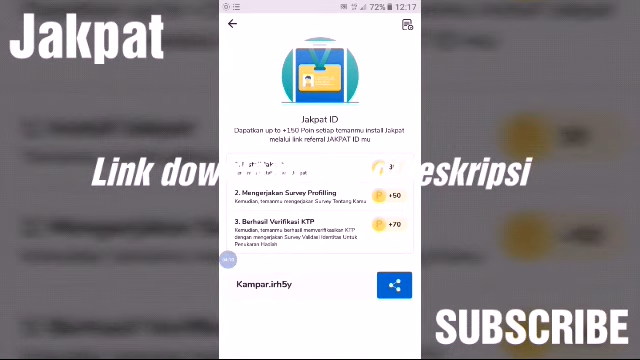 Jakpat
72% 12:17
Jakpat ID
Dapatkan up to +150 Poin setiap temanmu install Jakpat
melalui link referral JAKPAT ID mu
2. Mengerjakan Survey Profilling
Kemudian, temanmu mengerjakan Survey Tentang Kamu
+50
3. Berhasil Verifikasi KTP
Kemudian, temanmu berhasil memverifikasikan KTP
dengan mengerjakan Survey Validasi Identitas Untuk
Penukaran Hadiah
+70
Link dow
eskripsi
Kampar.irh5y
SUBSCRIBE